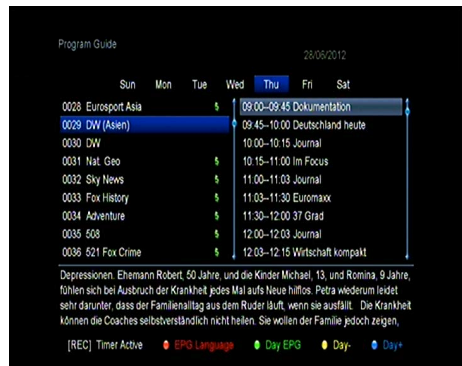 Program Guide
28/06/2012
Sun Mon Tue Wed Thu Fri Sat
0028 Eurosport Asia $
0029 DW (Asien)
0030 DW
0031 Nat. Geo $
0032 Sky News $
0033 Fox History $
0034 Adventure $
0035 508 $
0036 521 Fox Crime $
09:00–09:45 Dokumentation
09:45–10:00 Deutschland heute
10:00–10:15 Journal
10:15–11:00 Im Focus
11:00–11:03 Journal
11:03–11:30 Euromaxx
11:30–12:00 37 Grad
12:00–12:03 Journal
12:03–12:15 Wirtschaft kompakt
Depressionen. Ehemann Robert, 50 Jahre, und die Kinder Michael, 13, und Romina, 9 Jahre,
fühlen sich bei Ausbruch der Krankheit jedes Mal aufs Neue hilflos. Petra wiederum leidet
sehr darunter, dass der Familienalltag aus dem Ruder läuft, wenn sie ausfällt. Die Krankheit
können die Coaches selbstverständlich nicht heilen. Sie wollen der Familie jedoch zeigen,
[REC] Timer Active EPG Language Day EPG Day- Day+